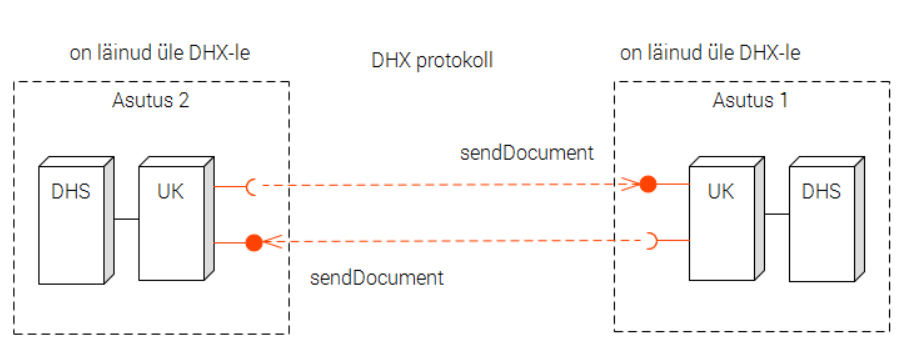 on läinud üle DHX-le
DHX protokoll
on läinud üle DHX-le
Asutus 2
Asutus 1
sendDocument
DHS
UK
UK
DHS
sendDocument